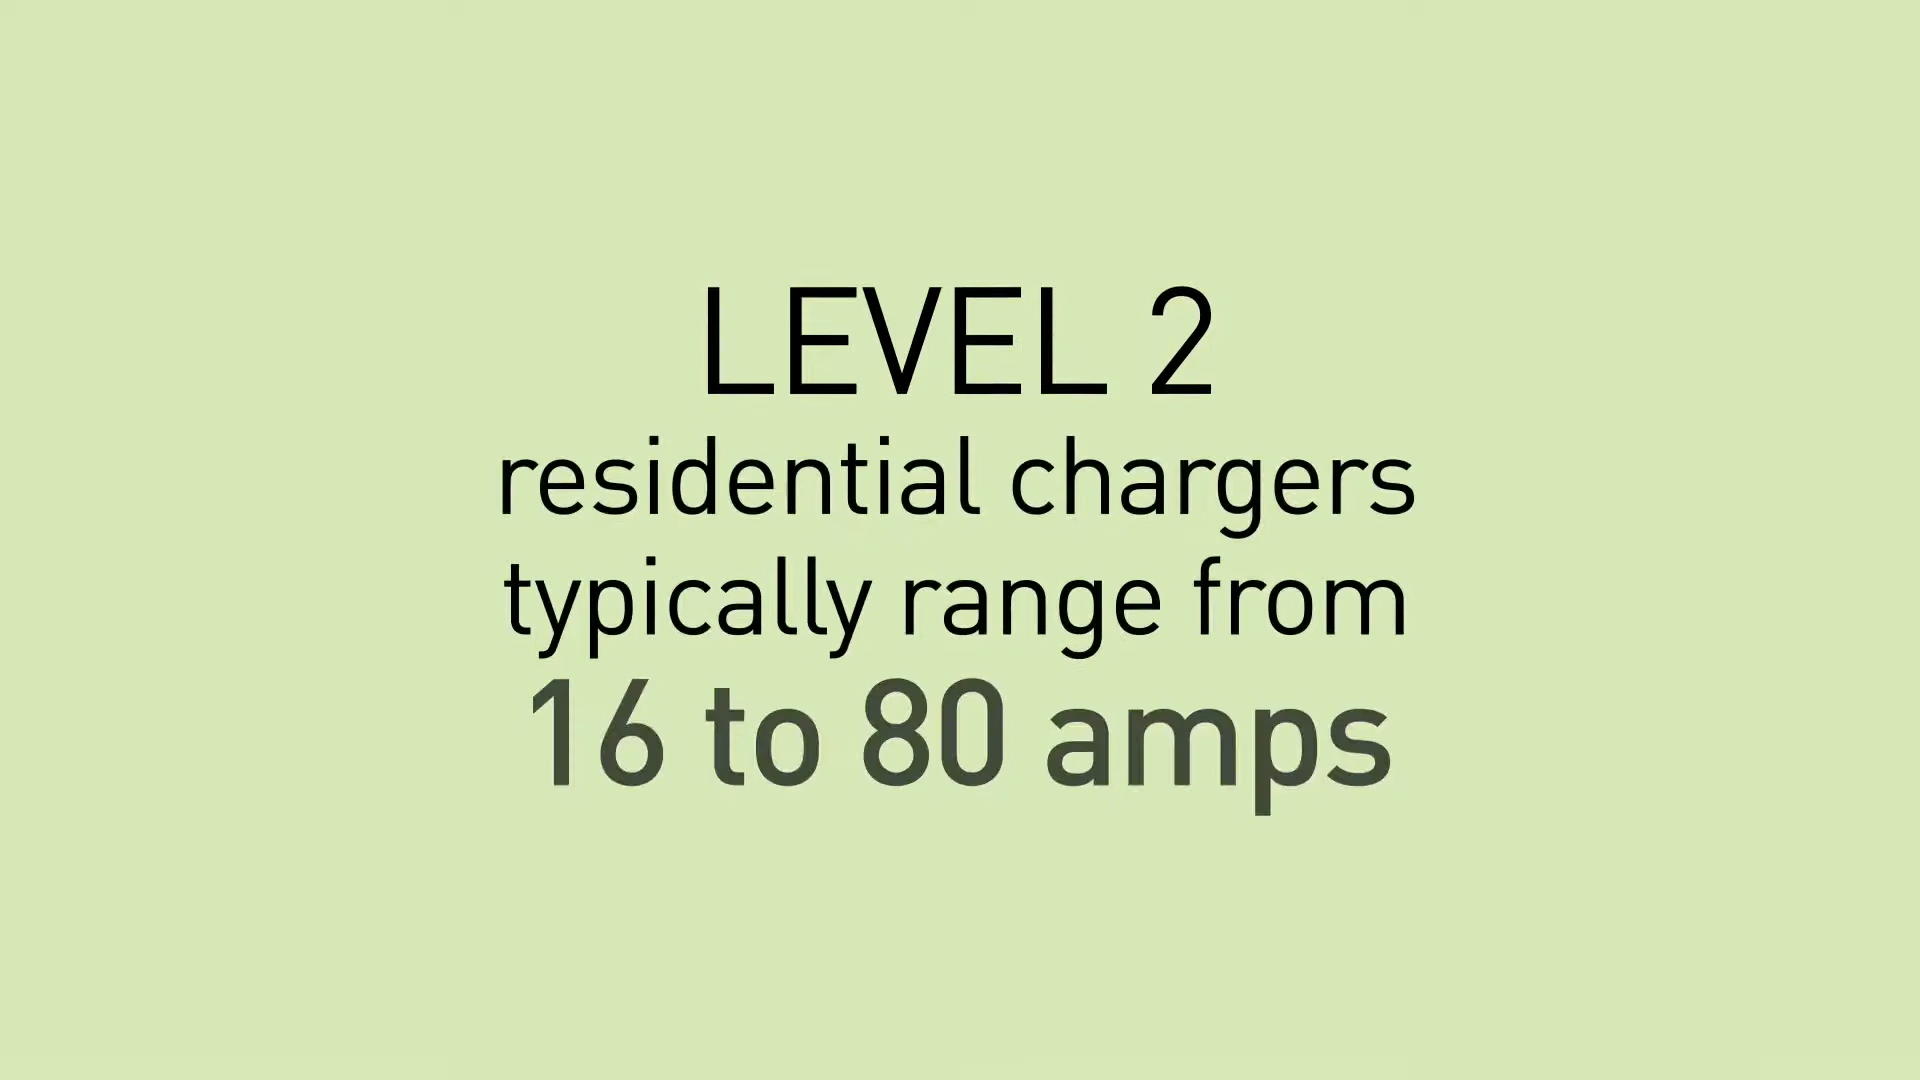 LEVEL 2
residential chargers
typically range from
16 to 80 amps